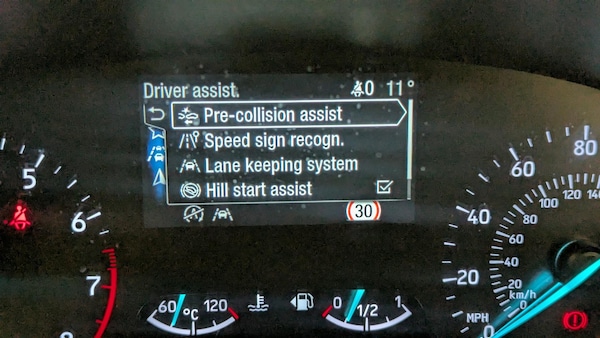 Driver assist
0 11°
Pre-collision assist
Speed sign recogn.
Lane keeping system
Hill start assist
30
5
6
7
8
60 120
°C
0 1/2 1
0 20 40 60 80
MPH
0 20 40 60 80 100 120 140
km/h